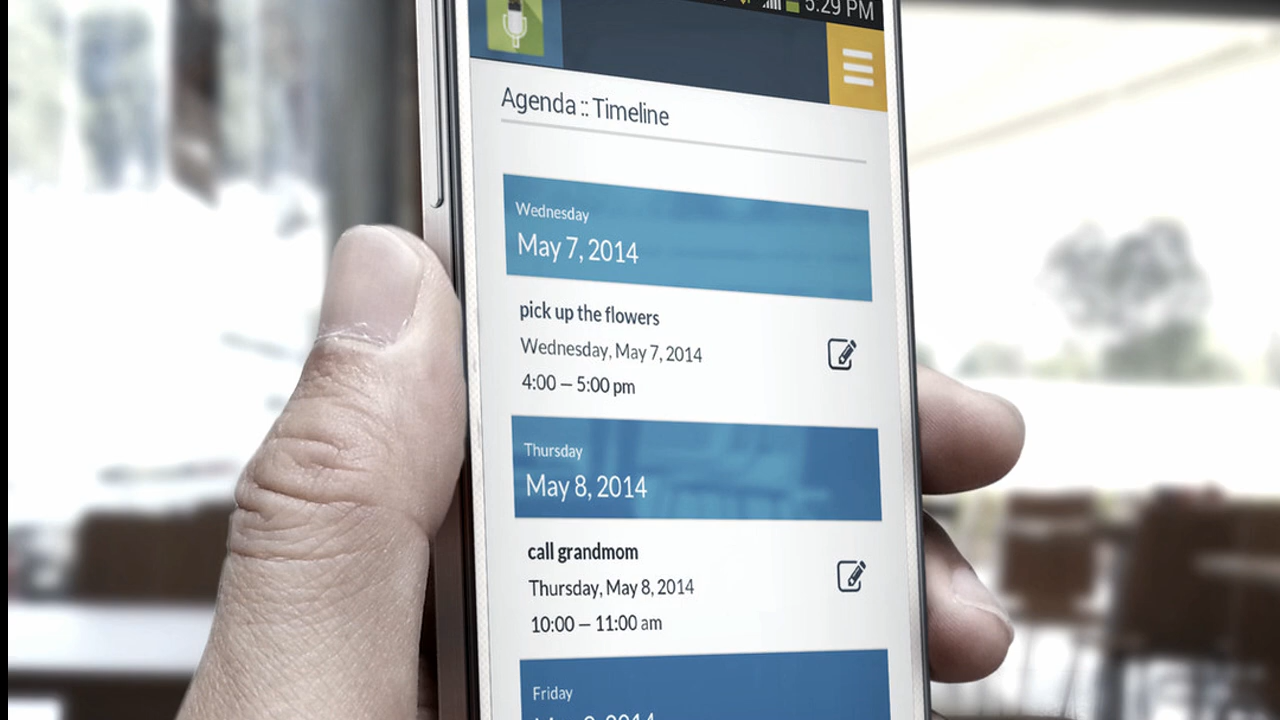 5:29 PM
Agenda :: Timeline
Wednesday
May 7, 2014
pick up the flowers
Wednesday, May 7, 2014
4:00 – 5:00 pm
Thursday
May 8, 2014
call grandmom
Thursday, May 8, 2014
10:00 – 11:00 am
Friday